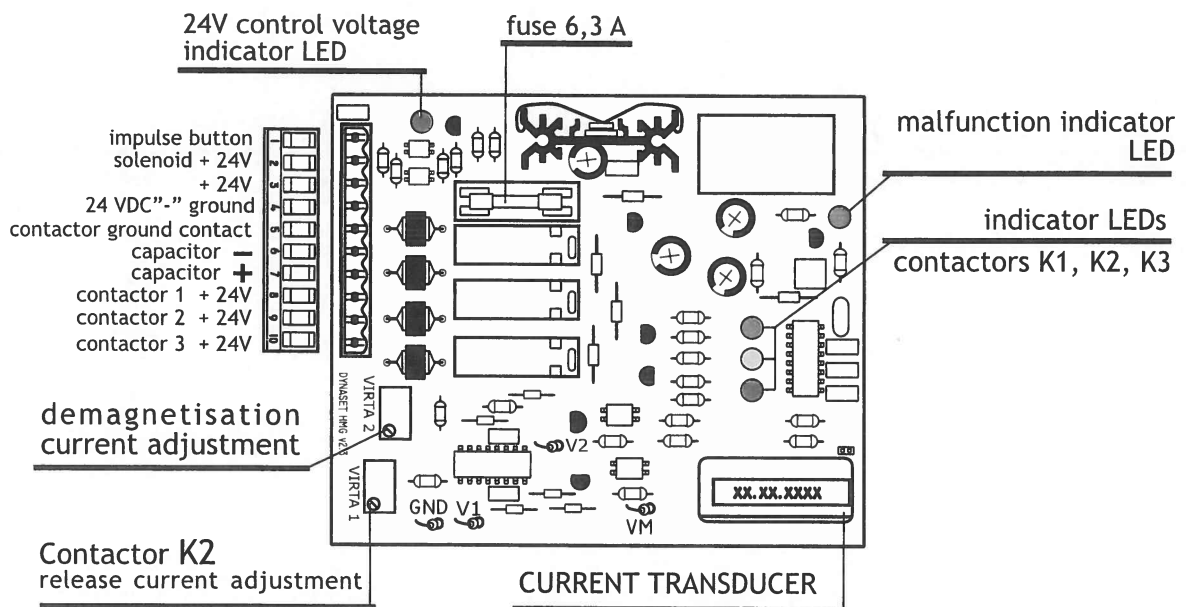 24V control voltage
indicator LED
fuse 6,3 A
malfunction indicator
LED
indicator LEDs
contactors K1, K2, K3
impulse button
solenoid + 24V
+ 24V
24 VDC"-" ground
contactor ground contact
capacitor −
capacitor +
contactor 1 + 24V
contactor 2 + 24V
contactor 3 + 24V
1
2
3
4
5
6
7
8
9
10
demagnetisation
current adjustment
VIRTA 2
DYNASET HMG
VIRTA 1
V2
GND V1
VM
XX.XX.XXXX
Contactor K2
release current adjustment
CURRENT TRANSDUCER